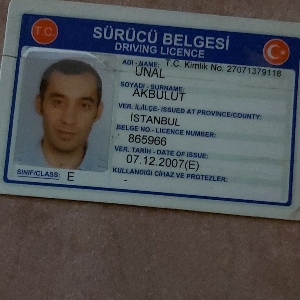 T.C.
SÜRÜCÜ BELGESİ
DRIVING LICENCE
ADI - NAME: T.C. Kimlik No: 27071379118
ÜNAL
SOYADI - SURNAME:
AKBULUT
VER. İL/İLÇE- ISSUED AT PROVINCE/COUNTY:
İSTANBUL
BELGE NO.- LICENCE NUMBER:
865966
VER. TARİH - DATE OF ISSUE:
07.12.2007(E)
KULLANDIĞI CİHAZ VE PROTEZLER:
-
SINIF/CLASS: E